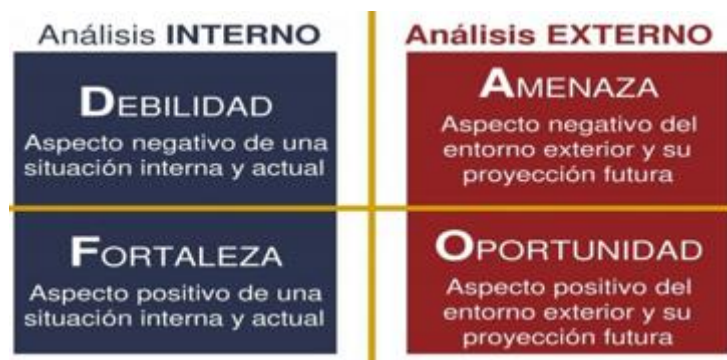 Análisis INTERNO
DEBILIDAD
Aspecto negativo de una
situación interna y actual
FORTALEZA
Aspecto positivo de una
situación interna y actual
Análisis EXTERNO
AMENAZA
Aspecto negativo del
entorno exterior y su
proyección futura
OPORTUNIDAD
Aspecto positivo del
entorno exterior y su
proyección futura